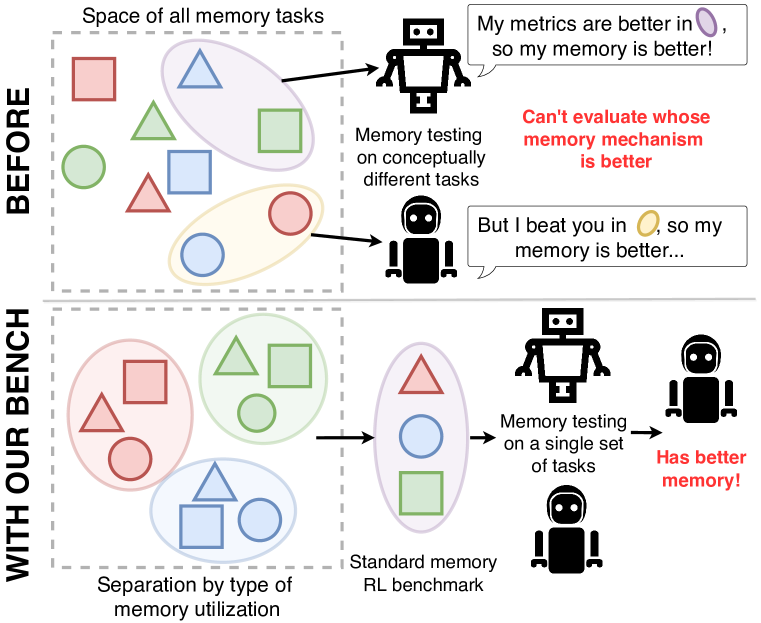 Space of all memory tasks
BEFORE
My metrics are better in ,
so my memory is better!
Memory testing
on conceptually
different tasks
Can't evaluate whose
memory mechanism
is better
But I beat you in , so my
memory is better...
WITH OUR BENCH
Separation by type of
memory utilization
Standard memory
RL benchmark
Memory testing
on a single set
of tasks
Has better
memory!